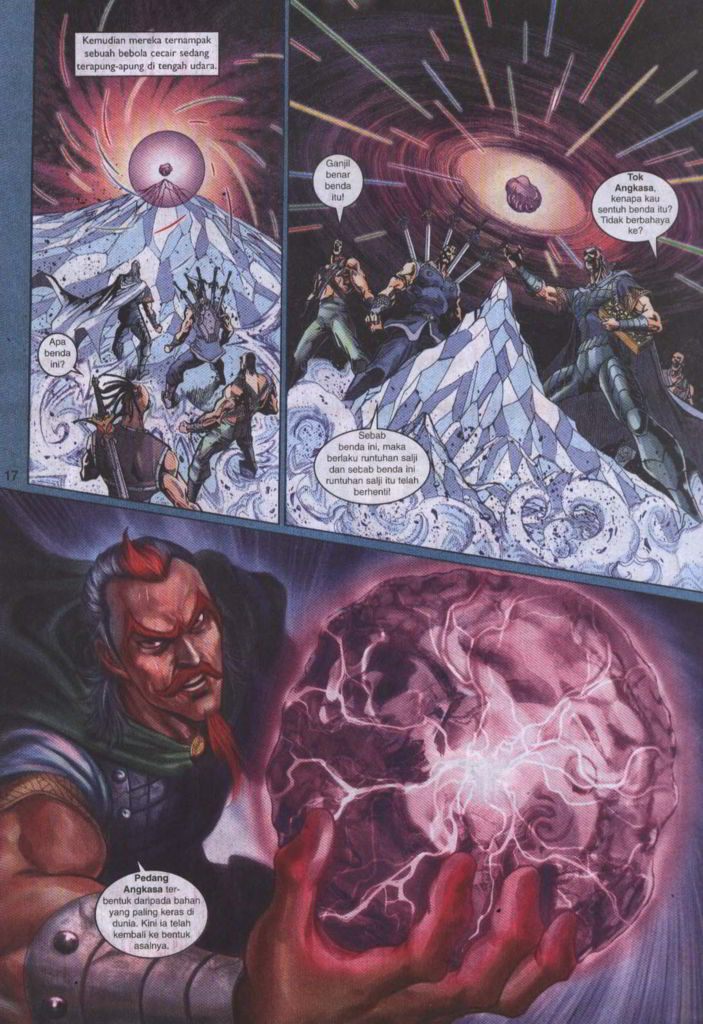 Kemudian mereka ternampak
sebuah bebola cecair sedang
terapung-apung di tengah udara.
Apa
benda
ini?
Ganjil
benar
benda
itu!
Tok
Angkasa,
kenapa kau
sentuh benda itu?
Tidak berbahaya
ke?
Sebab
benda ini, maka
berlaku runtuhan salji
dan sebab benda ini
runtuhan salji itu telah
berhenti!
17
Pedang
Angkasa ter-
bentuk daripada bahan
yang paling keras di
dunia. Kini ia telah
kembali ke bentuk
asalnya.